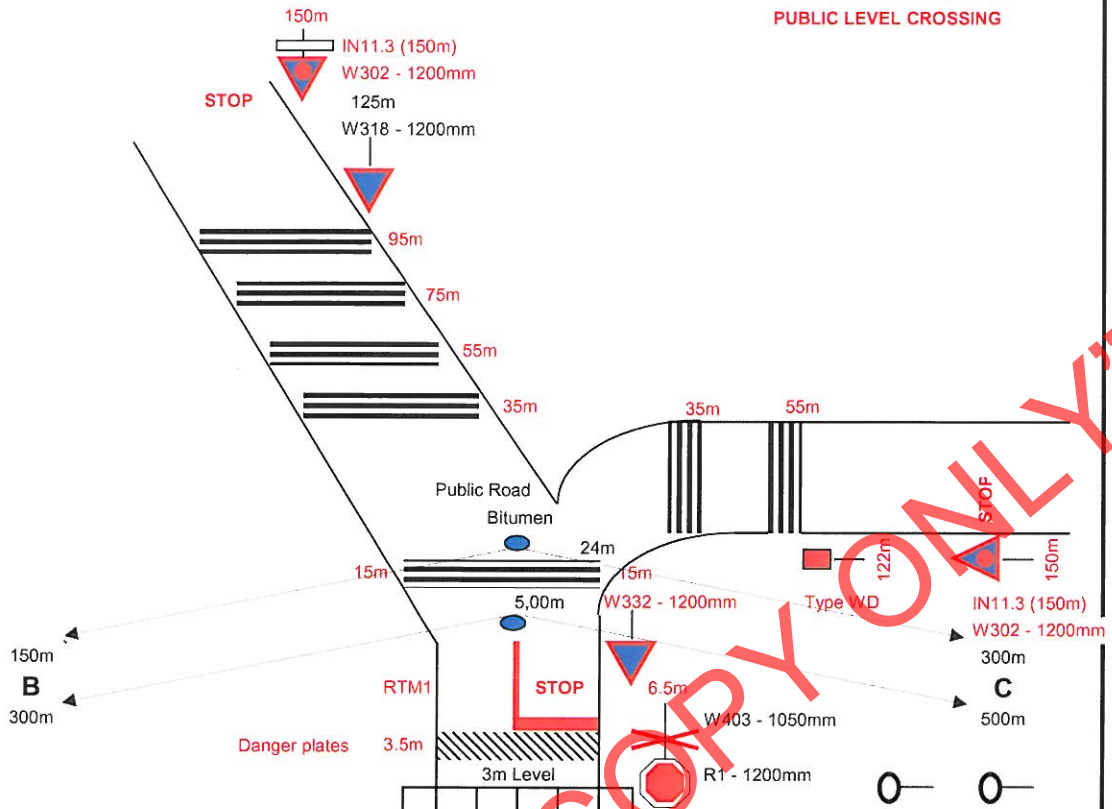 150m
PUBLIC LEVEL CROSSING
IN11.3 (150m)
W302 - 1200mm
STOP
125m
W318 - 1200mm
95m
75m
55m
35m
35m
55m
Public Road
Bitumen
24m
15m
15m
5,00m
W332 - 1200mm
Type WD
122m
STOP
150m
IN11.3 (150m)
W302 - 1200mm
150m
B
300m
300m
C
500m
RTM1
STOP
6.5m
W403 - 1050mm
Danger plates
3.5m
3m Level
R1 - 1200mm
COPY ONLY"